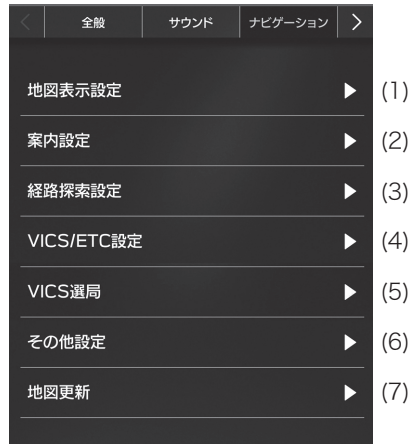 全般 サウンド ナビゲーション
地図表示設定 (1)
案内設定 (2)
経路探索設定 (3)
VICS/ETC設定 (4)
VICS選局 (5)
その他設定 (6)
地図更新 (7)